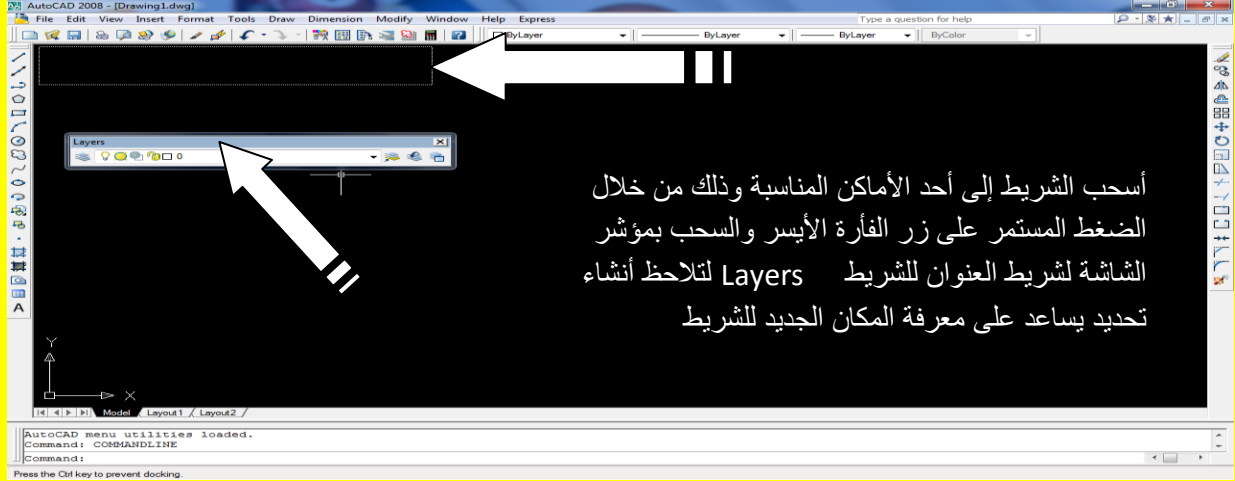 AutoCAD 2008 - [Drawing1.dwg]
File Edit View Insert Format Tools Draw Dimension Modify Window Help Express
Type a question for help
ByLayer ByLayer ByLayer ByColor
Layers
0
أسحب الشريط إلى أحد الأماكن المناسبة وذلك من خلال
الضغط المستمر على زر الفأرة الأيسر والسحب بمؤشر
الشاشة لشريط العنوان للشريط Layers لتلاحظ أنشاء
تحديد يساعد على معرفة المكان الجديد للشريط
A
Y
X
Model Layout1 Layout2
AutoCAD menu utilities loaded.
Command: COMMANDLINE
Command:
Press the Ctrl key to prevent docking.